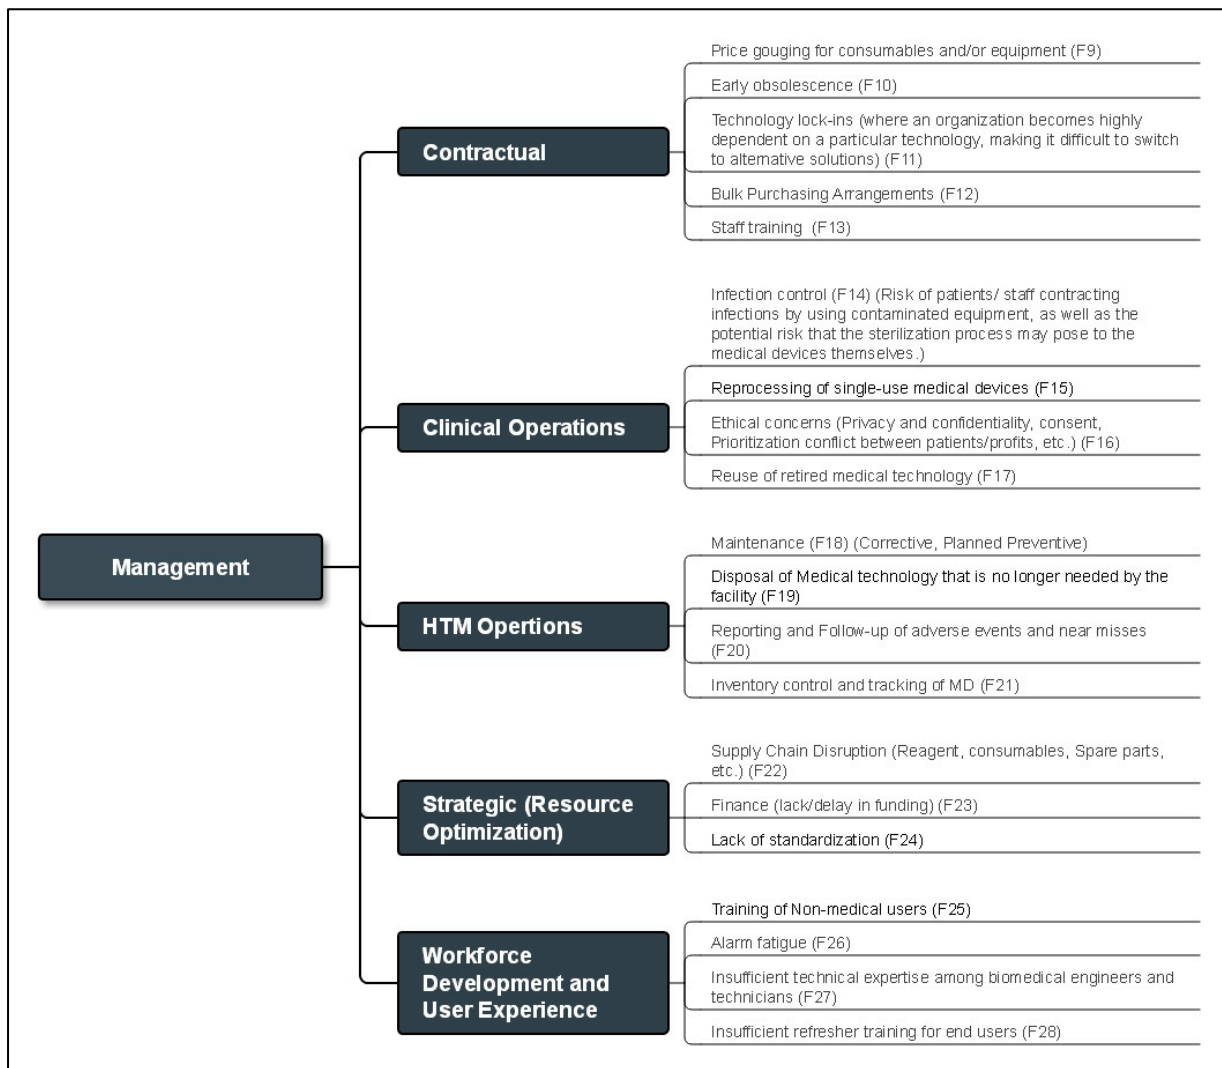 Management
Contractual
Price gouging for consumables and/or equipment (F9)
Early obsolescence (F10)
Technology lock-ins (where an organization becomes highly
dependent on a particular technology, making it difficult to switch
to alternative solutions) (F11)
Bulk Purchasing Arrangements (F12)
Staff training (F13)
Clinical Operations
Infection control (F14) (Risk of patients/ staff contracting
infections by using contaminated equipment, as well as the
potential risk that the sterilization process may pose to the
medical devices themselves.)
Reprocessing of single-use medical devices (F15)
Ethical concerns (Privacy and confidentiality, consent,
Prioritization conflict between patients/profits, etc.) (F16)
Reuse of retired medical technology (F17)
HTM Opertions
Maintenance (F18) (Corrective, Planned Preventive)
Disposal of Medical technology that is no longer needed by the
facility (F19)
Reporting and Follow-up of adverse events and near misses
(F20)
Inventory control and tracking of MD (F21)
Strategic (Resource
Optimization)
Supply Chain Disruption (Reagent, consumables, Spare parts,
etc.) (F22)
Finance (lack/delay in funding) (F23)
Lack of standardization (F24)
Workforce
Development and
User Experience
Training of Non-medical users (F25)
Alarm fatigue (F26)
Insufficient technical expertise among biomedical engineers and
technicians (F27)
Insufficient refresher training for end users (F28)